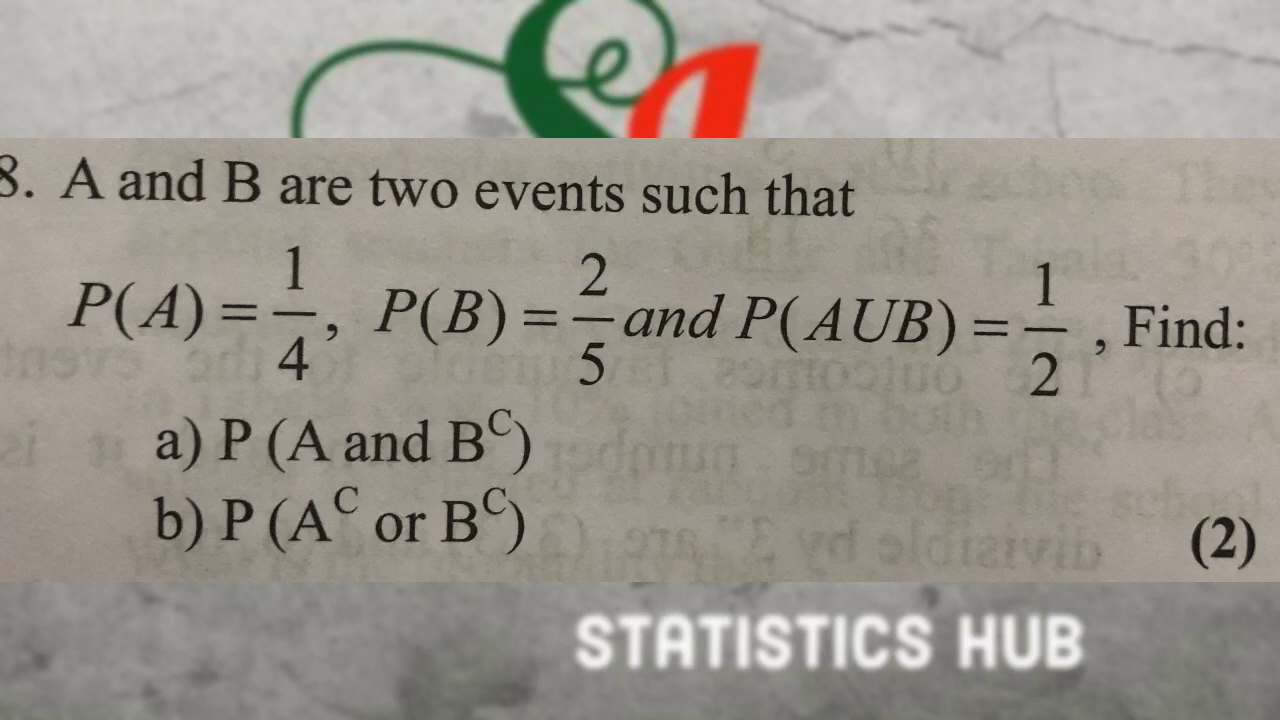 8. A and B are two events such that
P(A) = 1/4, P(B) = 2/5 and P(AUB) = 1/2, Find:
a) P (A and B^C)
b) P (A^C or B^C)
(2)
STATISTICS HUB